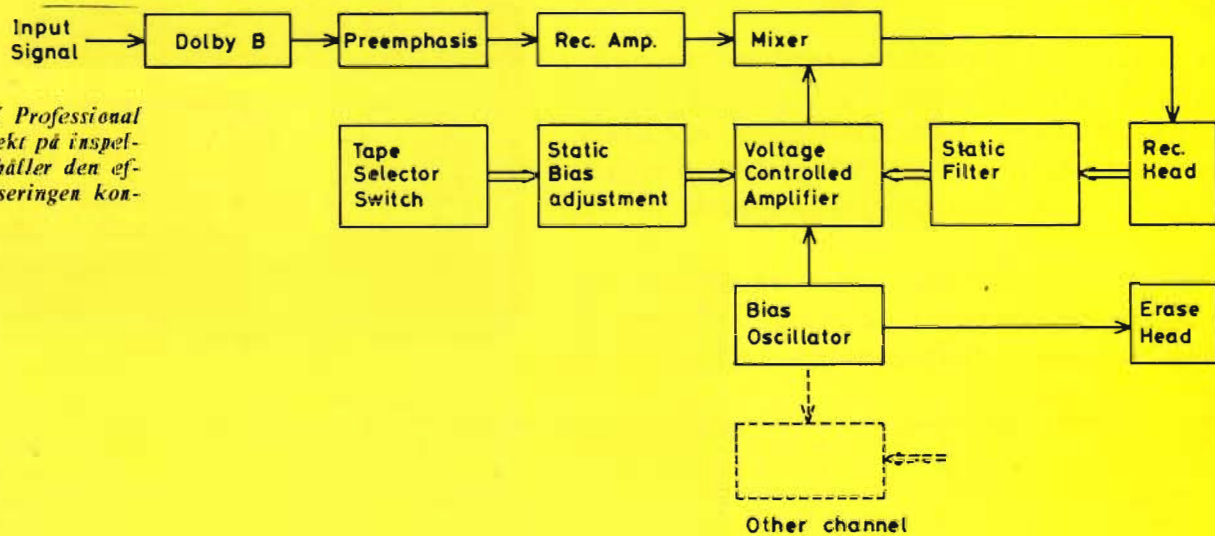 Input
Signal
Dolby B
Preemphasis
Rec. Amp.
Mixer
Professional
ekt på inspel-
håller den ef-
seringen kon-
Tape
Selector
Switch
Static
Bias
adjustment
Voltage
Controlled
Amplifier
Static
Filter
Rec.
Head
Bias
Oscillator
Erase
Head
Other channel